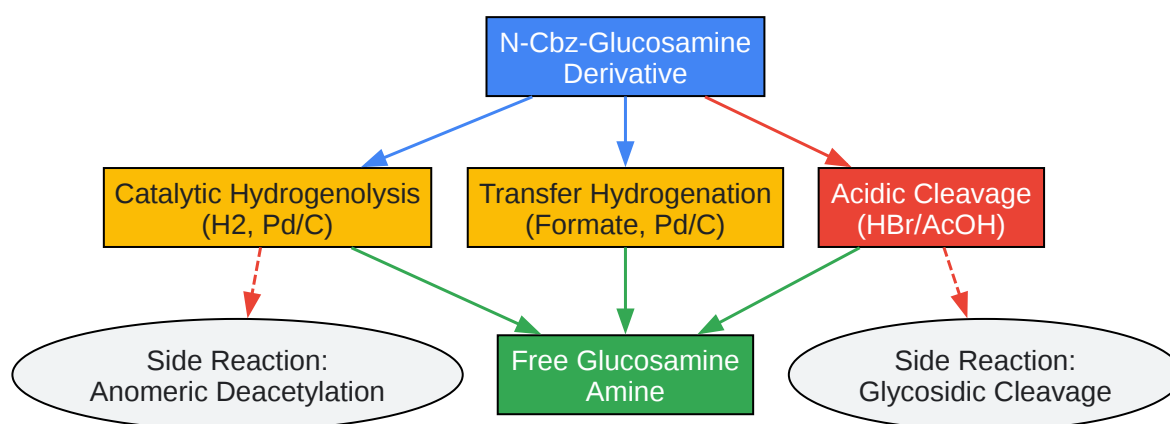 N-Cbz-Glucosamine
Derivative
Catalytic Hydrogenolysis
(H2, Pd/C)
Transfer Hydrogenation
(Formate, Pd/C)
Acidic Cleavage
(HBr/AcOH)
Side Reaction:
Anomeric Deacetylation
Free Glucosamine
Amine
Side Reaction:
Glycosidic Cleavage